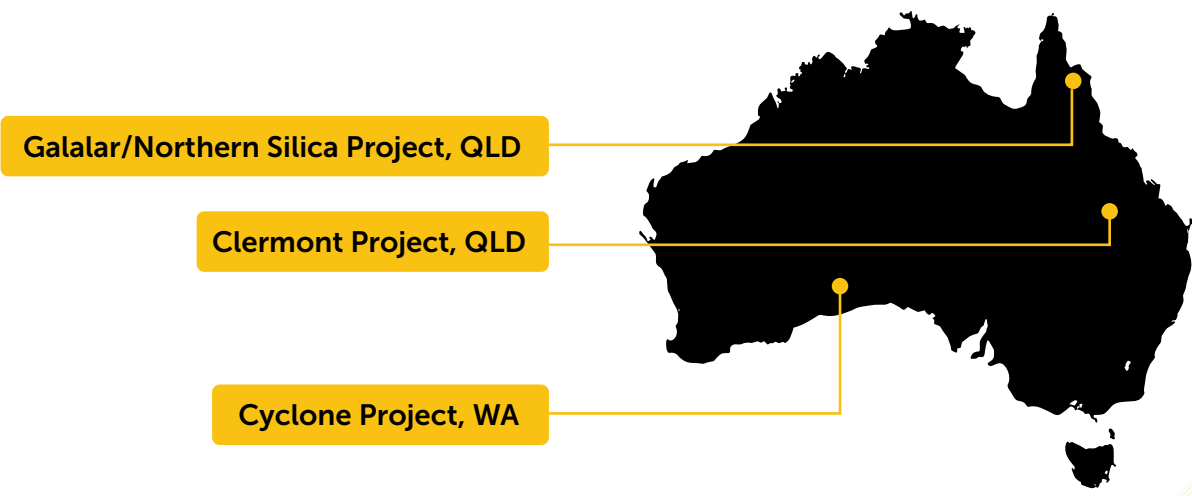 Galalar/Northern Silica Project, QLD
Clermont Project, QLD
Cyclone Project, WA